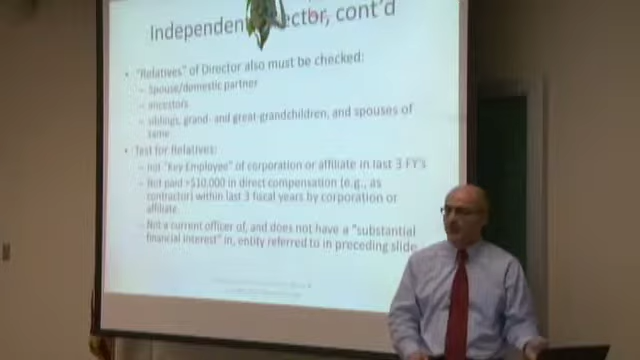 Independent ector, cont'd
• "Relatives" of Director also must be checked:
– Spouse/domestic partner
– ancestors
– siblings, grand- and great-grandchildren, and spouses of
same
• Test for Relatives:
– not "Key Employee" of corporation or affiliate in last 3 FY's
– Not paid >$10,000 in direct compensation (e.g., as
contractor) within last 3 fiscal years by corporation or
affiliate
– Not a current officer of, and does not have a "substantial
financial interest" in, entity referred to in preceding slide